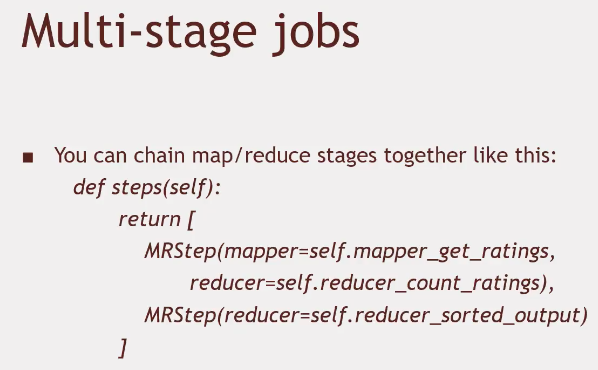 Multi-stage jobs
▪ You can chain map/reduce stages together like this:
def steps(self):
return [
MRStep(mapper=self.mapper_get_ratings,
reducer=self.reducer_count_ratings),
MRStep(reducer=self.reducer_sorted_output)
]